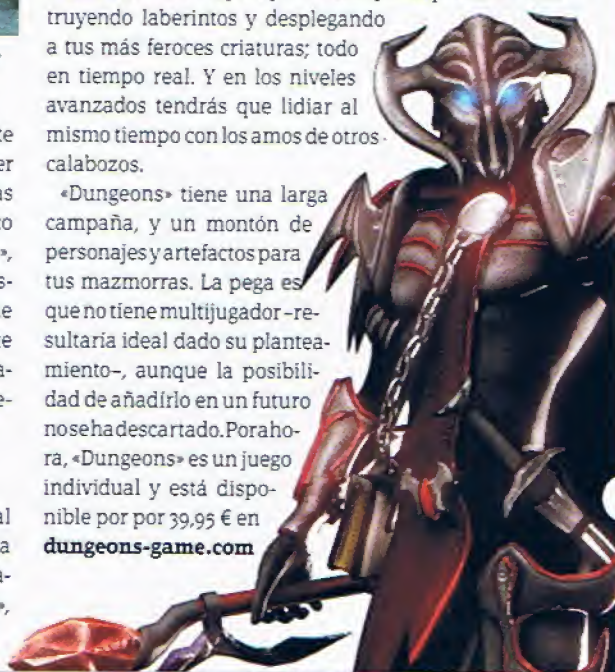 truyendo laberintos y desplegando
a tus más feroces criaturas; todo
en tiempo real. Y en los niveles
avanzados tendrás que lidiar al
mismo tiempo con los amos de otros
calabozos.
«Dungeons» tiene una larga
campaña, y un montón de
personajes y artefactos para
tus mazmorras. La pega es
que no tiene multijugador –re-
sultaría ideal dado su plantea-
miento–, aunque la posibili-
dad de añadirlo en un futuro
no se ha descartado. Por aho-
ra, «Dungeons» es un juego
individual y está dispo-
nible por por 39,95 € en
dungeons-game.com